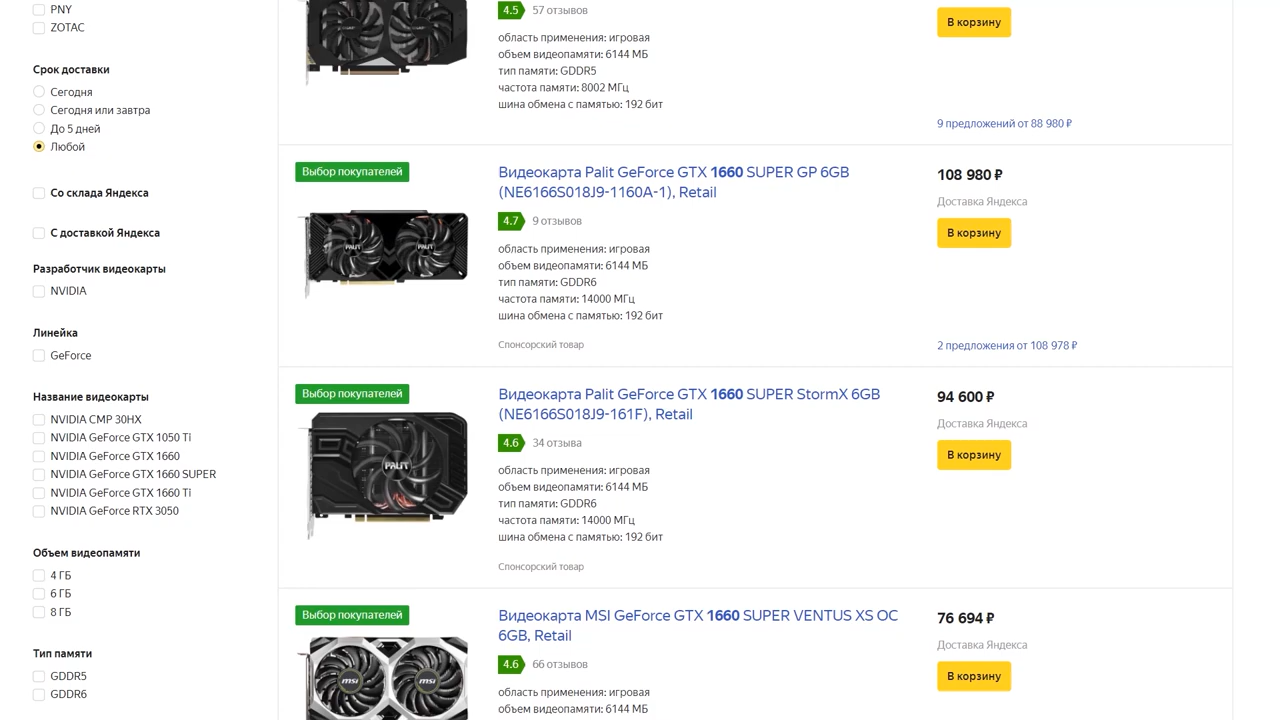 PNY
ZOTAC
Срок доставки
Сегодня
Сегодня или завтра
До 5 дней
Любой
Со склада Яндекса
С доставкой Яндекса
Разработчик видеокарты
NVIDIA
Линейка
GeForce
Название видеокарты
NVIDIA CMP 30HX
NVIDIA GeForce GTX 1050 Ti
NVIDIA GeForce GTX 1660
NVIDIA GeForce GTX 1660 SUPER
NVIDIA GeForce GTX 1660 Ti
NVIDIA GeForce RTX 3050
Объем видеопамяти
4 ГБ
6 ГБ
8 ГБ
Тип памяти
GDDR5
GDDR6
4.5 57 отзывов
область применения: игровая
объем видеопамяти: 6144 МБ
тип памяти: GDDR5
частота памяти: 8002 МГц
шина обмена с памятью: 192 бит
В корзину
9 предложений от 88 980 ₽
Выбор покупателей
PALIT PALIT
Видеокарта Palit GeForce GTX 1660 SUPER GP 6GB
(NE6166S018J9-1160A-1), Retail
4.7 9 отзывов
область применения: игровая
объем видеопамяти: 6144 МБ
тип памяти: GDDR6
частота памяти: 14000 МГц
шина обмена с памятью: 192 бит
Спонсорский товар
108 980 ₽
Доставка Яндекса
В корзину
2 предложения от 108 978 ₽
Выбор покупателей
PALIT
Видеокарта Palit GeForce GTX 1660 SUPER StormX 6GB
(NE6166S018J9-161F), Retail
4.6 34 отзыва
область применения: игровая
объем видеопамяти: 6144 МБ
тип памяти: GDDR6
частота памяти: 14000 МГц
шина обмена с памятью: 192 бит
Спонсорский товар
94 600 ₽
Доставка Яндекса
В корзину
Выбор покупателей
msi msi
Видеокарта MSI GeForce GTX 1660 SUPER VENTUS XS OC
6GB, Retail
4.6 66 отзывов
область применения: игровая
объем видеопамяти: 6144 МБ
76 694 ₽
Доставка Яндекса
В корзину